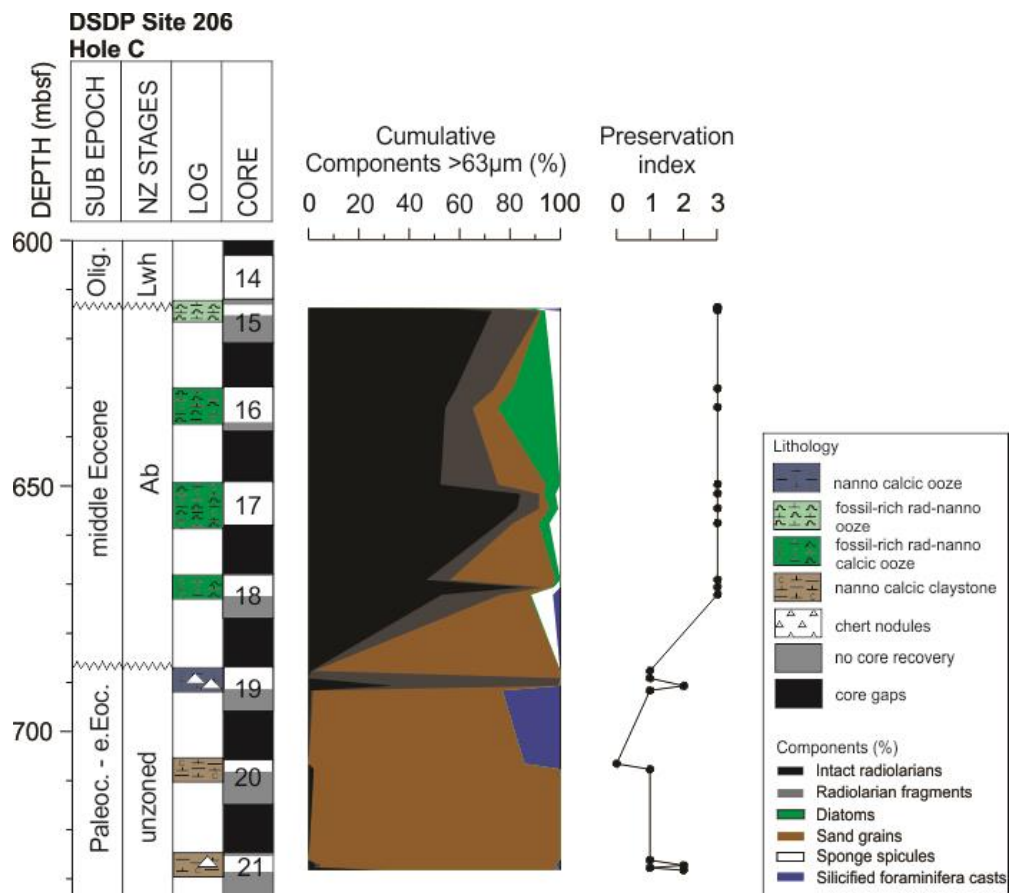 DSDP Site 206
Hole C
DEPTH (mbsf)
SUB EPOCH
NZ STAGES
LOG
CORE
Cumulative
Components >63µm (%)
0 20 40 60 80 100
Preservation
index
0 1 2 3
600
650
700
Olig.
middle Eocene
Paleoc. - e.Eoc.
Lwh
Ab
unzoned
14
15
16
17
18
19
20
21
Lithology
nanno calcic ooze
fossil-rich rad-nanno
ooze
fossil-rich rad-nanno
calcic ooze
nanno calcic claystone
chert nodules
no core recovery
core gaps
Components (%)
Intact radiolarians
Radiolarian fragments
Diatoms
Sand grains
Sponge spicules
Silicified foraminifera casts